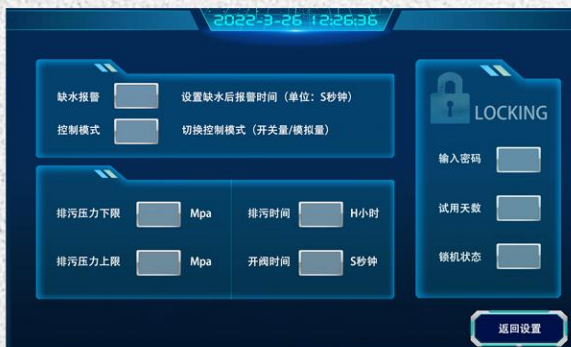 2022-3-26 12:26:36
缺水报警 设置缺水后报警时间（单位：S秒钟）
控制模式 切换控制模式（开关量/模拟量）
排污压力下限 Mpa 排污时间 H小时
排污压力上限 Mpa 开阀时间 S秒钟
LOCKING
输入密码
试用天数
锁机状态
返回设置